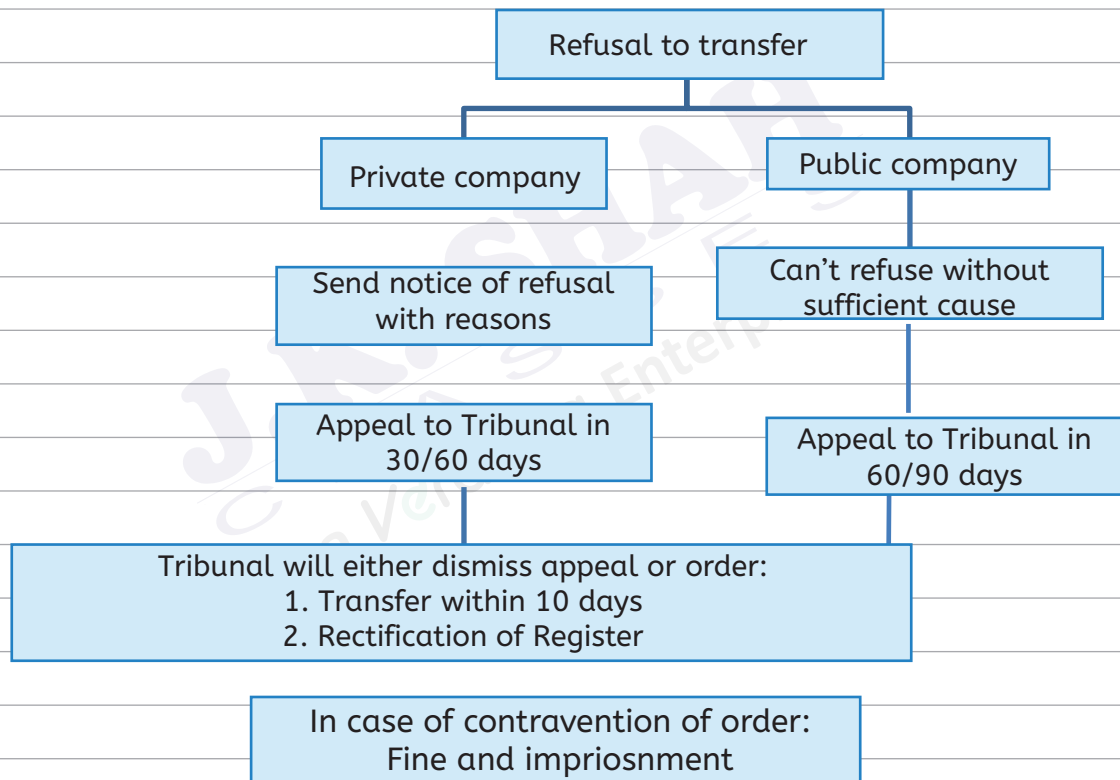 Refusal to transfer
Private company
Public company
Send notice of refusal
with reasons
Can't refuse without
sufficient cause
Appeal to Tribunal in
30/60 days
Appeal to Tribunal in
60/90 days
Tribunal will either dismiss appeal or order:
1. Transfer within 10 days
2. Rectification of Register
In case of contravention of order:
Fine and impriosnment
J.K. SHAH